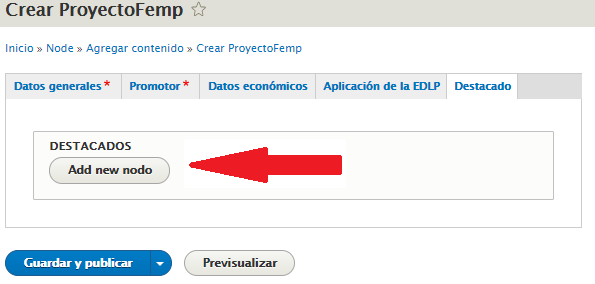 Crear ProyectoFemp
Inicio » Node » Agregar contenido » Crear ProyectoFemp
Datos generales * Promotor * Datos económicos Aplicación de la EDLP Destacado
DESTACADOS
Add new nodo
Guardar y publicar Previsualizar